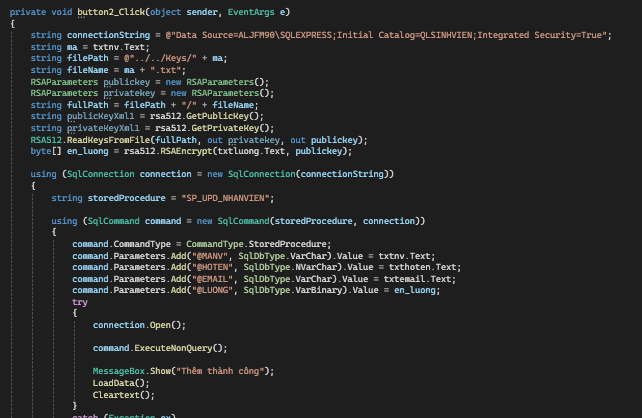 private void button2_Click(object sender, EventArgs e)
{
string connectionString = @"Data Source=ALJFM90\SQLEXPRESS;Initial Catalog=QLSINHVIEN;Integrated Security=True";
string ma = txtnv.Text;
string filePath = @"../../Keys/" + ma;
string fileName = ma + ".txt";
RSAParameters publickey = new RSAParameters();
RSAParameters privatekey = new RSAParameters();
string fullPath = filePath + "/" + fileName;
string publicKeyXml1 = rsa512.GetPublicKey();
string privateKeyXml1 = rsa512.GetPrivateKey();
RSA512.ReadKeysFromFile(fullPath, out privatekey, out publickey);
byte[] en_luong = rsa512.RSAEncrypt(txtluong.Text, publickey);
using (SqlConnection connection = new SqlConnection(connectionString))
{
string storedProcedure = "SP_UPD_NHANVIEN";
using (SqlCommand command = new SqlCommand(storedProcedure, connection))
{
command.CommandType = CommandType.StoredProcedure;
command.Parameters.Add("@MANV", SqlDbType.VarChar).Value = txtnv.Text;
command.Parameters.Add("@HOTEN", SqlDbType.NVarChar).Value = txthoten.Text;
command.Parameters.Add("@EMAIL", SqlDbType.VarChar).Value = txtemail.Text;
command.Parameters.Add("@LUONG", SqlDbType.VarBinary).Value = en_luong;
try
{
connection.Open();
command.ExecuteNonQuery();
MessageBox.Show("Thêm thành công");
LoadData();
Cleartext();
}
catch (Exception ex)